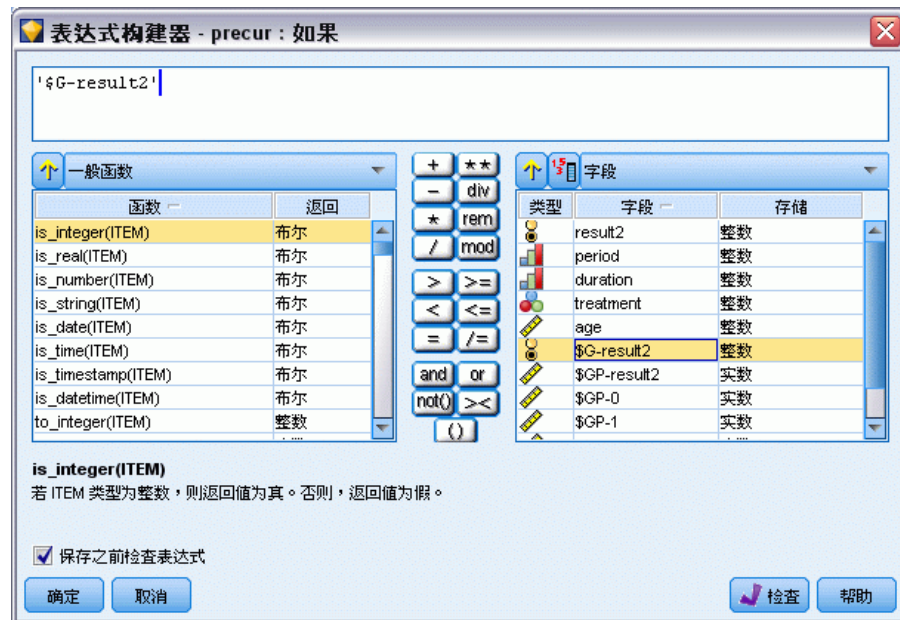 表达式构建器 - precur : 如果
'$G-result2'
一般函数
函数 返回
is_integer(ITEM) 布尔
is_real(ITEM) 布尔
is_number(ITEM) 布尔
is_string(ITEM) 布尔
is_date(ITEM) 布尔
is_time(ITEM) 布尔
is_timestamp(ITEM) 布尔
is_datetime(ITEM) 布尔
to_integer(ITEM) 整数
+ **
- div
* rem
/ mod
> >=
< <=
= /=
and or
not() ><
()
字段
类型 字段 存储
result2 整数
period 整数
duration 整数
treatment 整数
age 整数
$G-result2 整数
$GP-result2 实数
$GP-0 实数
$GP-1 实数
is_integer(ITEM)
若 ITEM 类型为整数，则返回值为真。否则，返回值为假。
保存之前检查表达式
确定 取消 检查 帮助